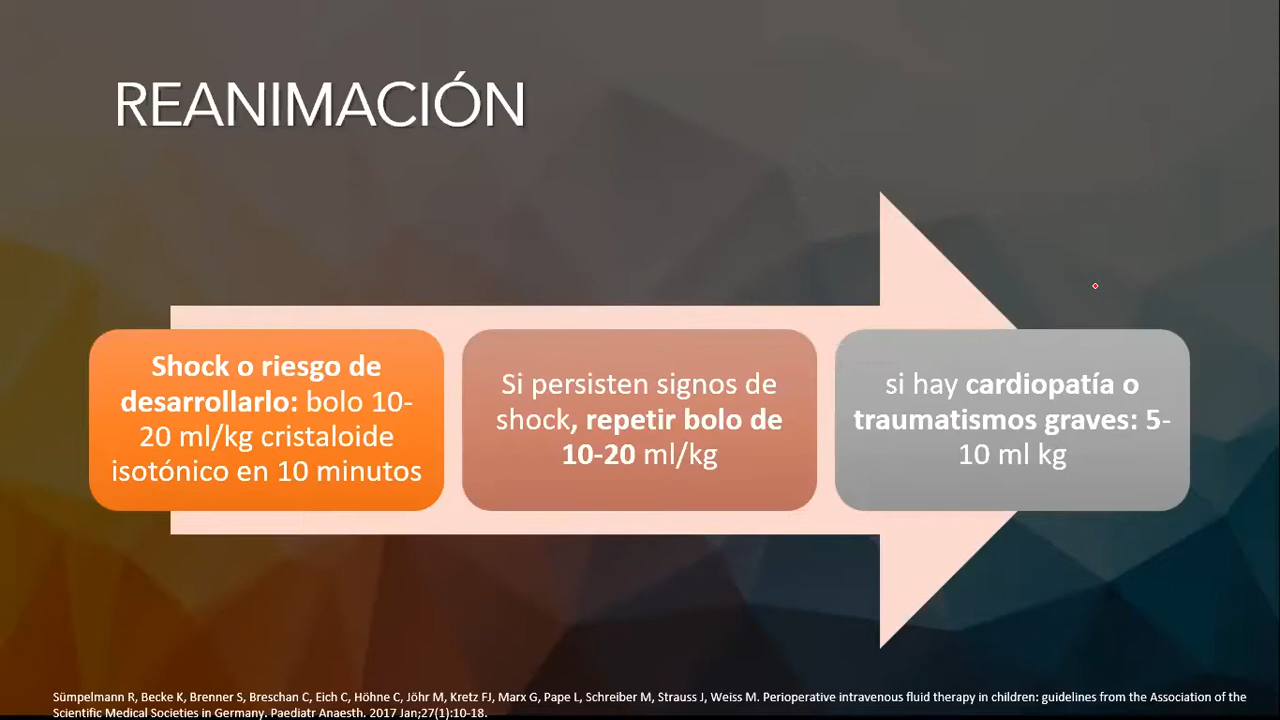 REANIMACIÓN
Shock o riesgo de
desarrollarlo: bolo 10-
20 ml/kg cristaloide
isotónico en 10 minutos
Si persisten signos de
shock, repetir bolo de
10-20 ml/kg
si hay cardiopatía o
traumatismos graves: 5-
10 ml kg
Sümpelmann R, Becke K, Brenner S, Breschan C, Eich C, Höhne C, Jöhr M, Kretz FJ, Marx G, Pape L, Schreiber M, Strauss J, Weiss M. Perioperative intravenous fluid therapy in children: guidelines from the Association of the
Scientific Medical Societies in Germany. Paediatr Anaesth. 2017 Jan;27(1):10-18.